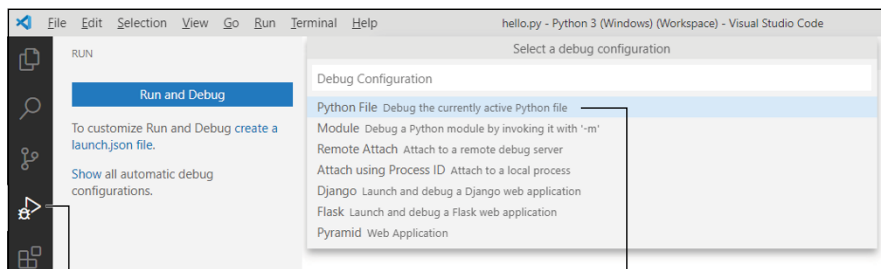 File Edit Selection View Go Run Terminal Help hello.py - Python 3 (Windows) (Workspace) - Visual Studio Code
RUN
Run and Debug
To customize Run and Debug create a
launch.json file.
Show all automatic debug
configurations.
Select a debug configuration
Debug Configuration
Python File Debug the currently active Python file
Module Debug a Python module by invoking it with '-m'
Remote Attach Attach to a remote debug server
Attach using Process ID Attach to a local process
Django Launch and debug a Django web application
Flask Launch and debug a Flask web application
Pyramid Web Application